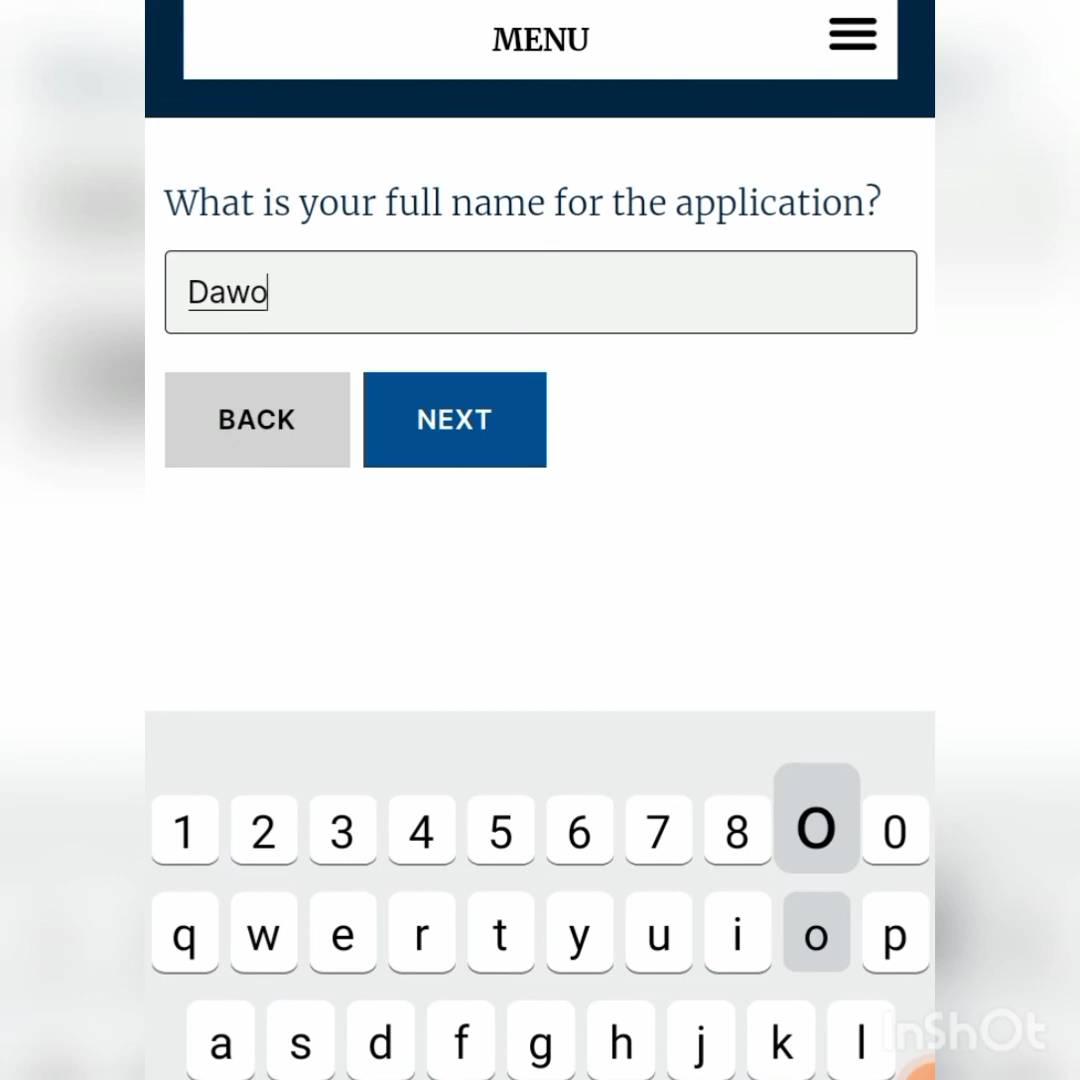 MENU
What is your full name for the application?
Dawo
BACK NEXT
1 2 3 4 5 6 7 8 O 0
q w e r t y u i o p
a s d f g h j k l
InShOt